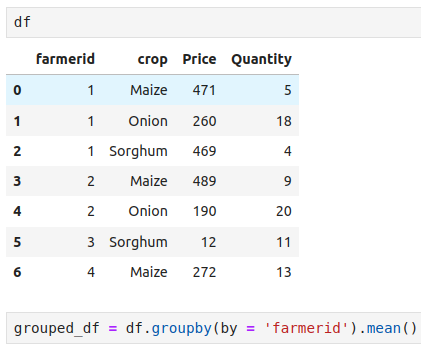 df
farmerid crop Price Quantity
0 1 Maize 471 5
1 1 Onion 260 18
2 1 Sorghum 469 4
3 2 Maize 489 9
4 2 Onion 190 20
5 3 Sorghum 12 11
6 4 Maize 272 13
grouped_df = df.groupby(by = 'farmerid').mean()